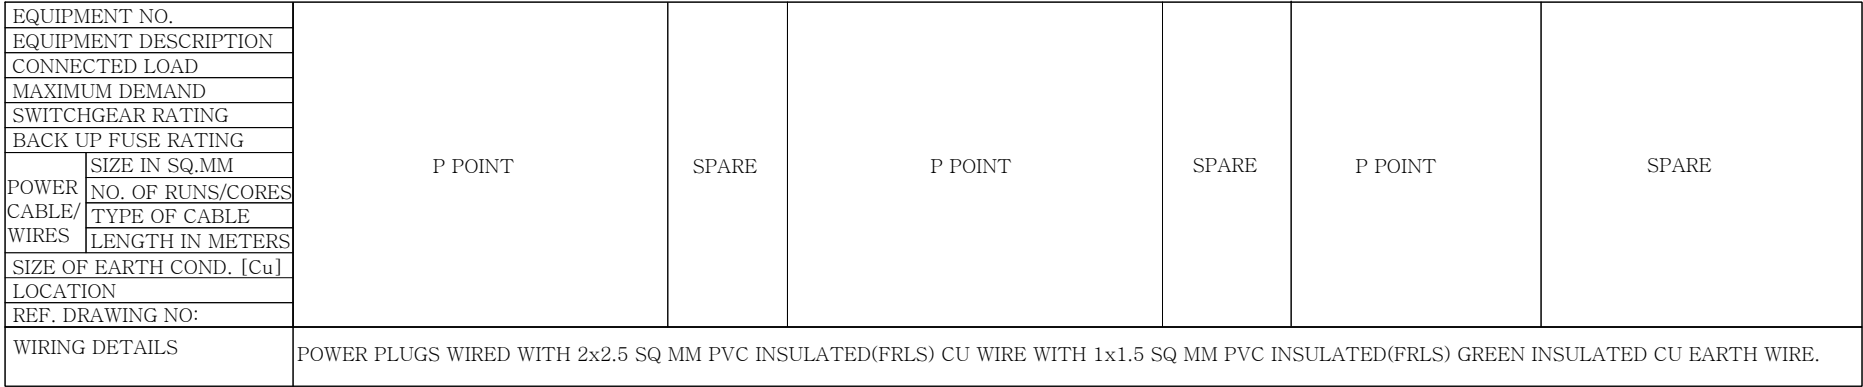 EQUIPMENT NO.
EQUIPMENT DESCRIPTION
CONNECTED LOAD
MAXIMUM DEMAND
SWITCHGEAR RATING
BACK UP FUSE RATING
POWER CABLE/ WIRES
SIZE IN SQ.MM
NO. OF RUNS/CORES
TYPE OF CABLE
LENGTH IN METERS
SIZE OF EARTH COND. [Cu]
LOCATION
REF. DRAWING NO:
P POINT
SPARE
P POINT
SPARE
P POINT
SPARE
WIRING DETAILS
POWER PLUGS WIRED WITH 2x2.5 SQ MM PVC INSULATED(FRLS) CU WIRE WITH 1x1.5 SQ MM PVC INSULATED(FRLS) GREEN INSULATED CU EARTH WIRE.